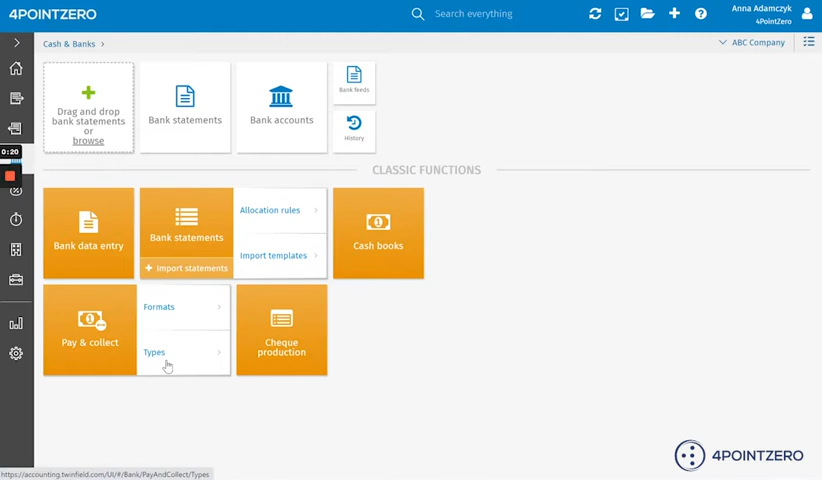 4POINTZERO
Search everything
Anna Adamczyk
4PointZero
Cash & Banks
ABC Company
Drag and drop
bank statements
or
browse
Bank statements
Bank accounts
Bank feeds
History
0:20
CLASSIC FUNCTIONS
Bank data entry
Bank statements
+ Import statements
Allocation rules
Import templates
Cash books
Pay & collect
Formats
Types
Cheque
production
4POINTZERO
https://accounting.twinfield.com/UI/#/Bank/PayAndCollect/Types